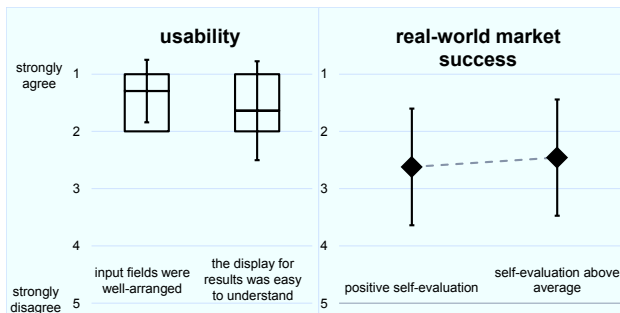 usability
real-world market
success
strongly
agree
1
2
3
4
strongly
disagree
5
input fields were
well-arranged
the display for
results was easy
to understand
1
2
3
4
5
positive self-evaluation
self-evaluation above
average